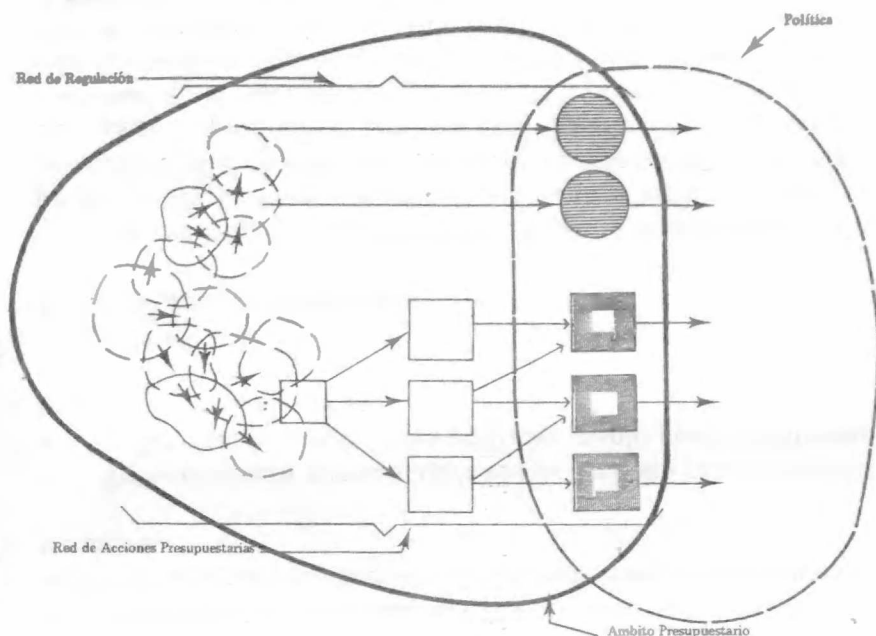 Política
Red de Regulación
Red de Acciones Presupuestarias
Ambito Presupuestario